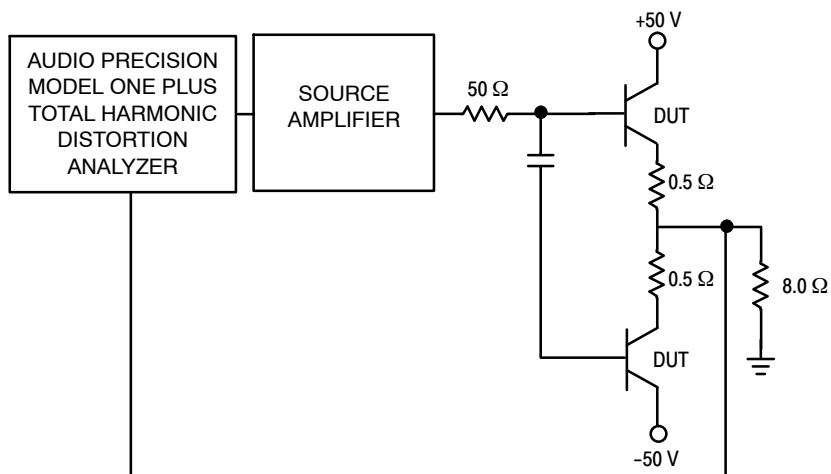 +50 V
AUDIO PRECISION
MODEL ONE PLUS
TOTAL HARMONIC
DISTORTION
ANALYZER
SOURCE
AMPLIFIER
50 Ω
DUT
0.5 Ω
0.5 Ω
8.0 Ω
DUT
–50 V